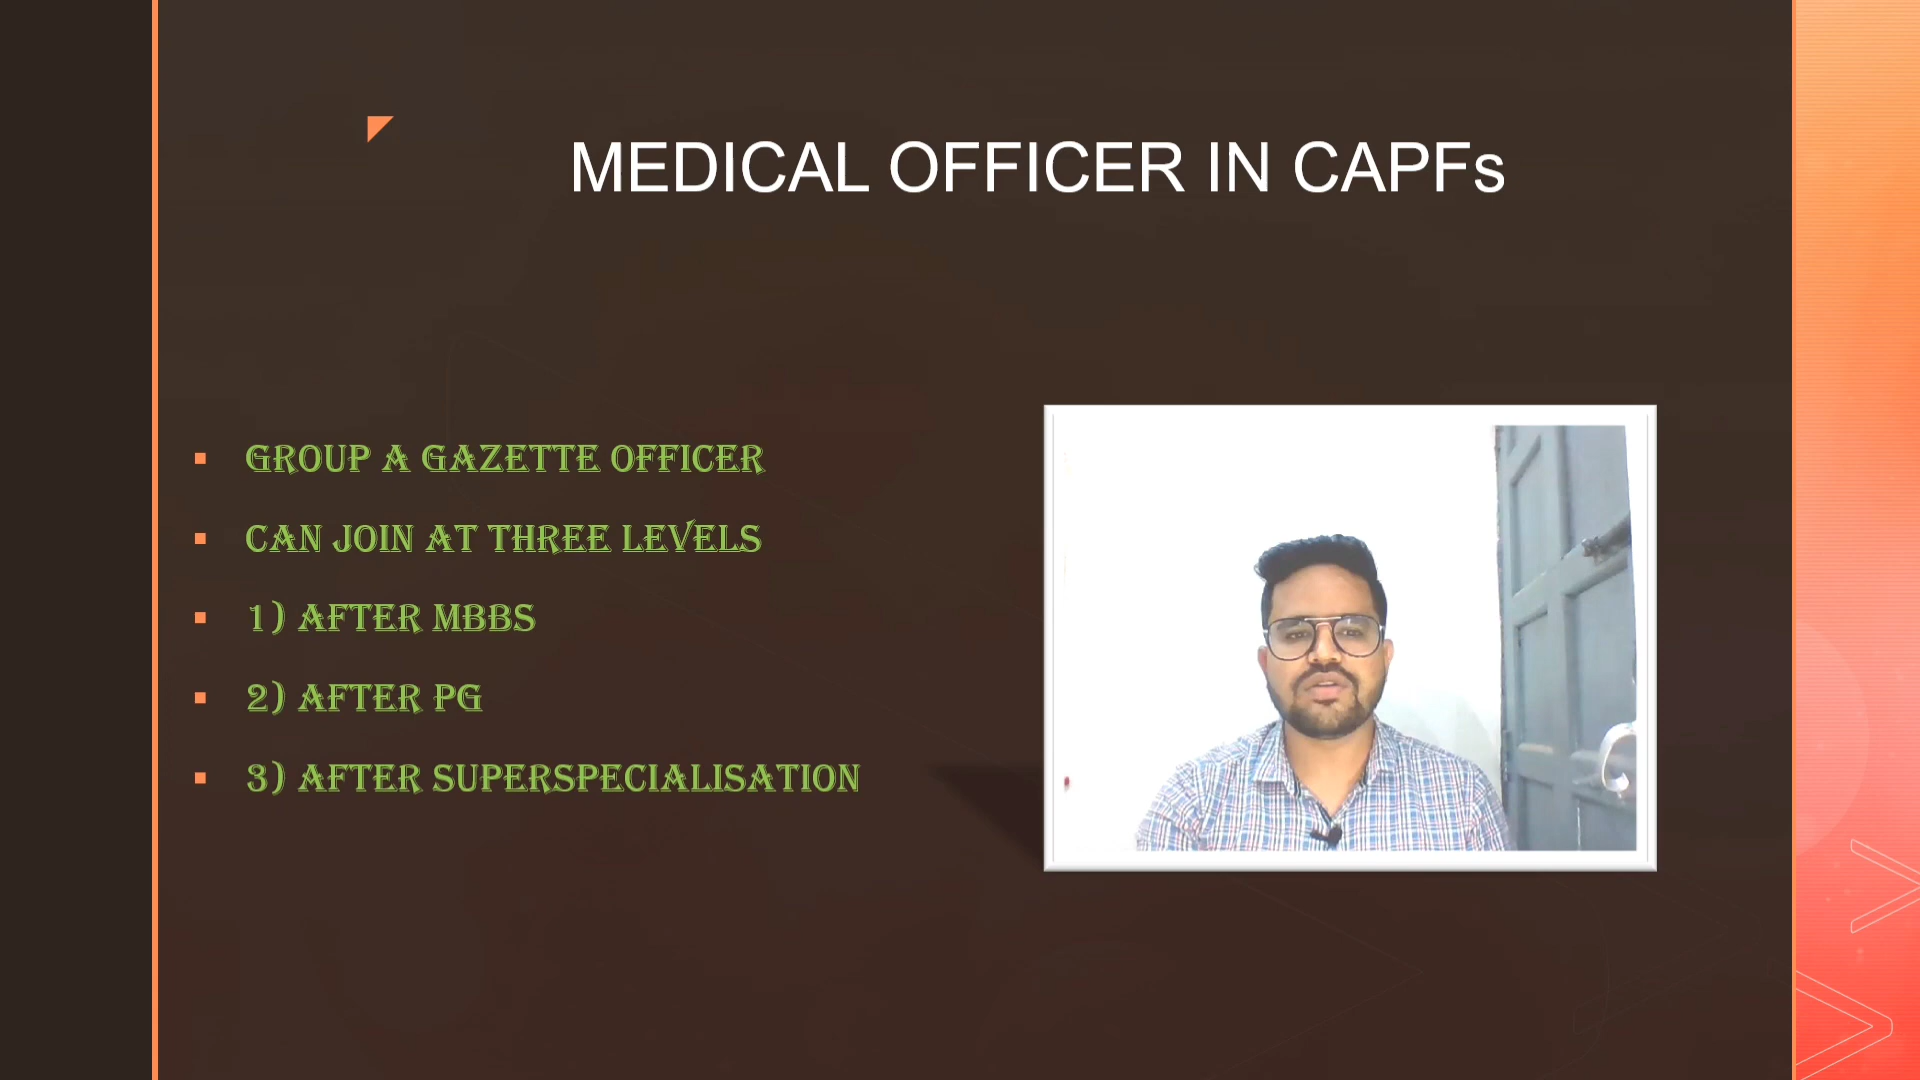 MEDICAL OFFICER IN CAPFs
GROUP A GAZETTE OFFICER
CAN JOIN AT THREE LEVELS
1) AFTER MBBS
2) AFTER PG
3) AFTER SUPERSPECIALISATION